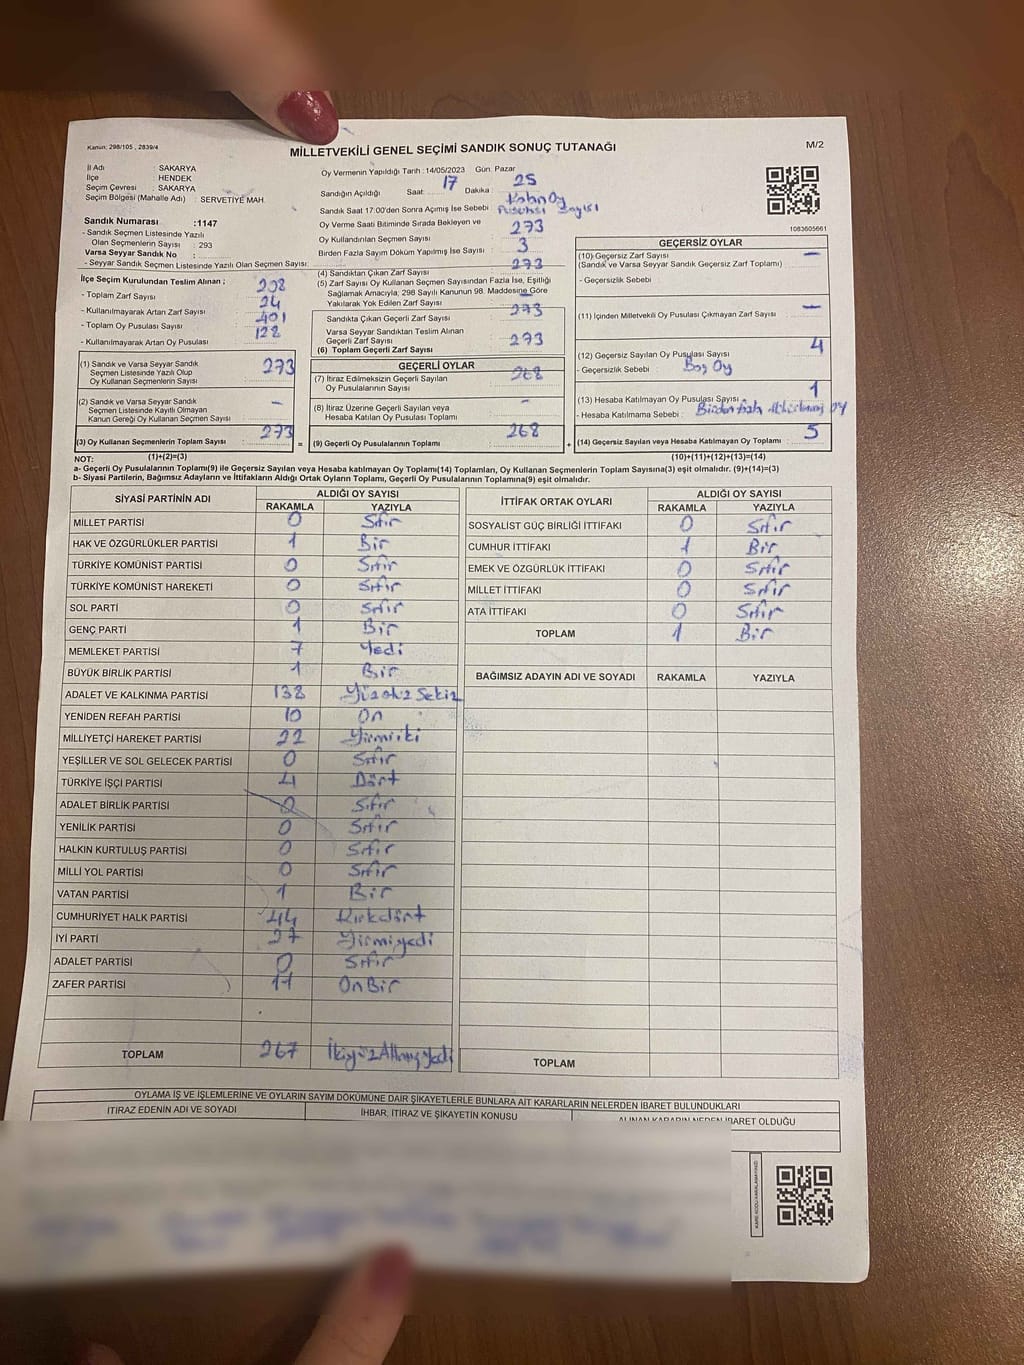 Kanun: 298/105 , 2839/4
MİLLETVEKİLİ GENEL SEÇİMİ SANDIK SONUÇ TUTANAĞI
M/2
İl Adı : SAKARYA
İlçe : HENDEK
Seçim Çevresi : SAKARYA
Seçim Bölgesi (Mahalle Adı) : SERVETİYE MAH.
Sandık Numarası :1147
- Sandık Seçmen Listesinde Yazılı
Olan Seçmenlerin Sayısı : 293
Varsa Seyyar Sandık No :
- Seyyar Sandık Seçmen Listesinde Yazılı Olan Seçmen Sayısı:
Oy Vermenin Yapıldığı Tarih : 14/05/2023 Gün: Pazar
Sandığın Açıldığı Saat: 17 Dakika : 25
Sandık Saat 17:00'den Sonra Açımış İse Sebebi Kalan Oy Pusulası Sayısı
Oy Verme Saati Bitiminde Sırada Bekleyen ve
Oy Kullandırılan Seçmen Sayısı : 273
Birden Fazla Sayım Döküm Yapılmış İse Sayısı : 3
1083605661
İlçe Seçim Kurulundan Teslim Alınan ;
- Toplam Zarf Sayısı : 298
- Kullanılmayarak Artan Zarf Sayısı : 24
- Toplam Oy Pusulası Sayısı : 401
- Kullanılmayarak Artan Oy Pusulası : 128
(1) Sandık ve Varsa Seyyar Sandık
Seçmen Listesinde Yazılı Olup
Oy Kullanan Seçmenlerin Sayısı : 273
(2) Sandık ve Varsa Seyyar Sandık
Seçmen Listesinde Kayıtlı Olmayan
Kanun Gereği Oy Kullanan Seçmen Sayısı : -
(3) Oy Kullanan Seçmenlerin Toplam Sayısı : 273
(4) Sandıktan Çıkan Zarf Sayısı : 273
(5) Zarf Sayısı Oy Kullanan Seçmen Sayısından Fazla İse, Eşitliği
Sağlamak Amacıyla, 298 Sayılı Kanunun 98. Maddesine Göre
Yakılarak Yok Edilen Zarf Sayısı : -
Sandıkta Çıkan Geçerli Zarf Sayısı : 273
Varsa Seyyar Sandıktan Teslim Alınan
Geçerli Zarf Sayısı
(6) Toplam Geçerli Zarf Sayısı : 273
GEÇERLİ OYLAR
(7) İtiraz Edilmeksizin Geçerli Sayılan
Oy Pusulalarının Sayısı : 268
(8) İtiraz Üzerine Geçerli Sayılan veya
Hesaba Katılan Oy Pusulası Toplamı : -
= (9) Geçerli Oy Pusulalarının Toplamı : 268
GEÇERSİZ OYLAR
(10) Geçersiz Zarf Sayısı
(Sandık ve Varsa Seyyar Sandık Geçersiz Zarf Toplamı) : -
- Geçersizlik Sebebi :
(11) İçinden Milletvekili Oy Pusulası Çıkmayan Zarf Sayısı : -
(12) Geçersiz Sayılan Oy Pusulası Sayısı : 4
- Geçersizlik Sebebi : Boş Oy
(13) Hesaba Katılmayan Oy Pusulası Sayısı : 1
- Hesaba Katılmama Sebebi : Birden fazla OY
+ (14) Geçersiz Sayılan veya Hesaba Katılmayan Oy Toplamı : 5
NOT: (1)+(2)=(3) (10)+(11)+(12)+(13)=(14)
a- Geçerli Oy Pusulalarının Toplamı(9) ile Geçersiz Sayılan veya Hesaba katılmayan Oy Toplamı(14) Toplamları, Oy Kullanan Seçmenlerin Toplam Sayısına(3) eşit olmalıdır. (9)+(14)=(3)
b- Siyasi Partilerin, Bağımsız Adayların ve İttifakların Aldığı Oy Sayıları Toplamı, Geçerli Oy Pusulalarının Toplamına(9) eşit olmalıdır.
SİYASİ PARTİNİN ADI ALDIĞI OY SAYISI
RAKAMLA YAZIYLA
MİLLET PARTİSİ 0 Sıfır
HAK VE ÖZGÜRLÜKLER PARTİSİ 1 Bir
TÜRKİYE KOMÜNİST PARTİSİ 0 Sıfır
TÜRKİYE KOMÜNİST HAREKETİ 0 Sıfır
SOL PARTİ 0 Sıfır
GENÇ PARTİ 1 Bir
MEMLEKET PARTİSİ 7 Yedi
BÜYÜK BİRLİK PARTİSİ 1 Bir
ADALET VE KALKINMA PARTİSİ 138 Yüzotuz Sekiz
YENİDEN REFAH PARTİSİ 10 On
MİLLİYETÇİ HAREKET PARTİSİ 22 Yirmiiki
YEŞİLLER VE SOL GELECEK PARTİSİ 0 Sıfır
TÜRKİYE İŞÇİ PARTİSİ 4 Dört
ADALET BİRLİK PARTİSİ 0 Sıfır
YENİLİK PARTİSİ 0 Sıfır
HALKIN KURTULUŞ PARTİSİ 0 Sıfır
MİLLİ YOL PARTİSİ 0 Sıfır
VATAN PARTİSİ 1 Bir
CUMHURİYET HALK PARTİSİ 44 Kırkdört
İYİ PARTİ 27 Yirmiyedi
ADALET PARTİSİ 0 Sıfır
ZAFER PARTİSİ 11 OnBir
TOPLAM 267 İkiyüzAltmışYedi
İTTİFAK ORTAK OYLARI ALDIĞI OY SAYISI
RAKAMLA YAZIYLA
SOSYALİST GÜÇ BİRLİĞİ İTTİFAKI 0 Sıfır
CUMHUR İTTİFAKI 1 Bir
EMEK VE ÖZGÜRLÜK İTTİFAKI 0 Sıfır
MİLLET İTTİFAKI 0 Sıfır
ATA İTTİFAKI 0 Sıfır
TOPLAM 1 Bir
BAĞIMSIZ ADAYIN ADI VE SOYADI RAKAMLA YAZIYLA
TOPLAM
OYLAMA İŞ VE İŞLEMLERİNE VE OYLARIN SAYIM DÖKÜMÜNE DAİR ŞİKAYETLERLE BUNLARA AİT KARARLARIN NELERDEN İBARET BULUNDUKLARI
İTİRAZ EDENİN ADI VE SOYADI İHBAR, İTİRAZ VE ŞİKAYETİN KONUSU ALINAN KARARIN NEDEN İBARET OLDUĞU